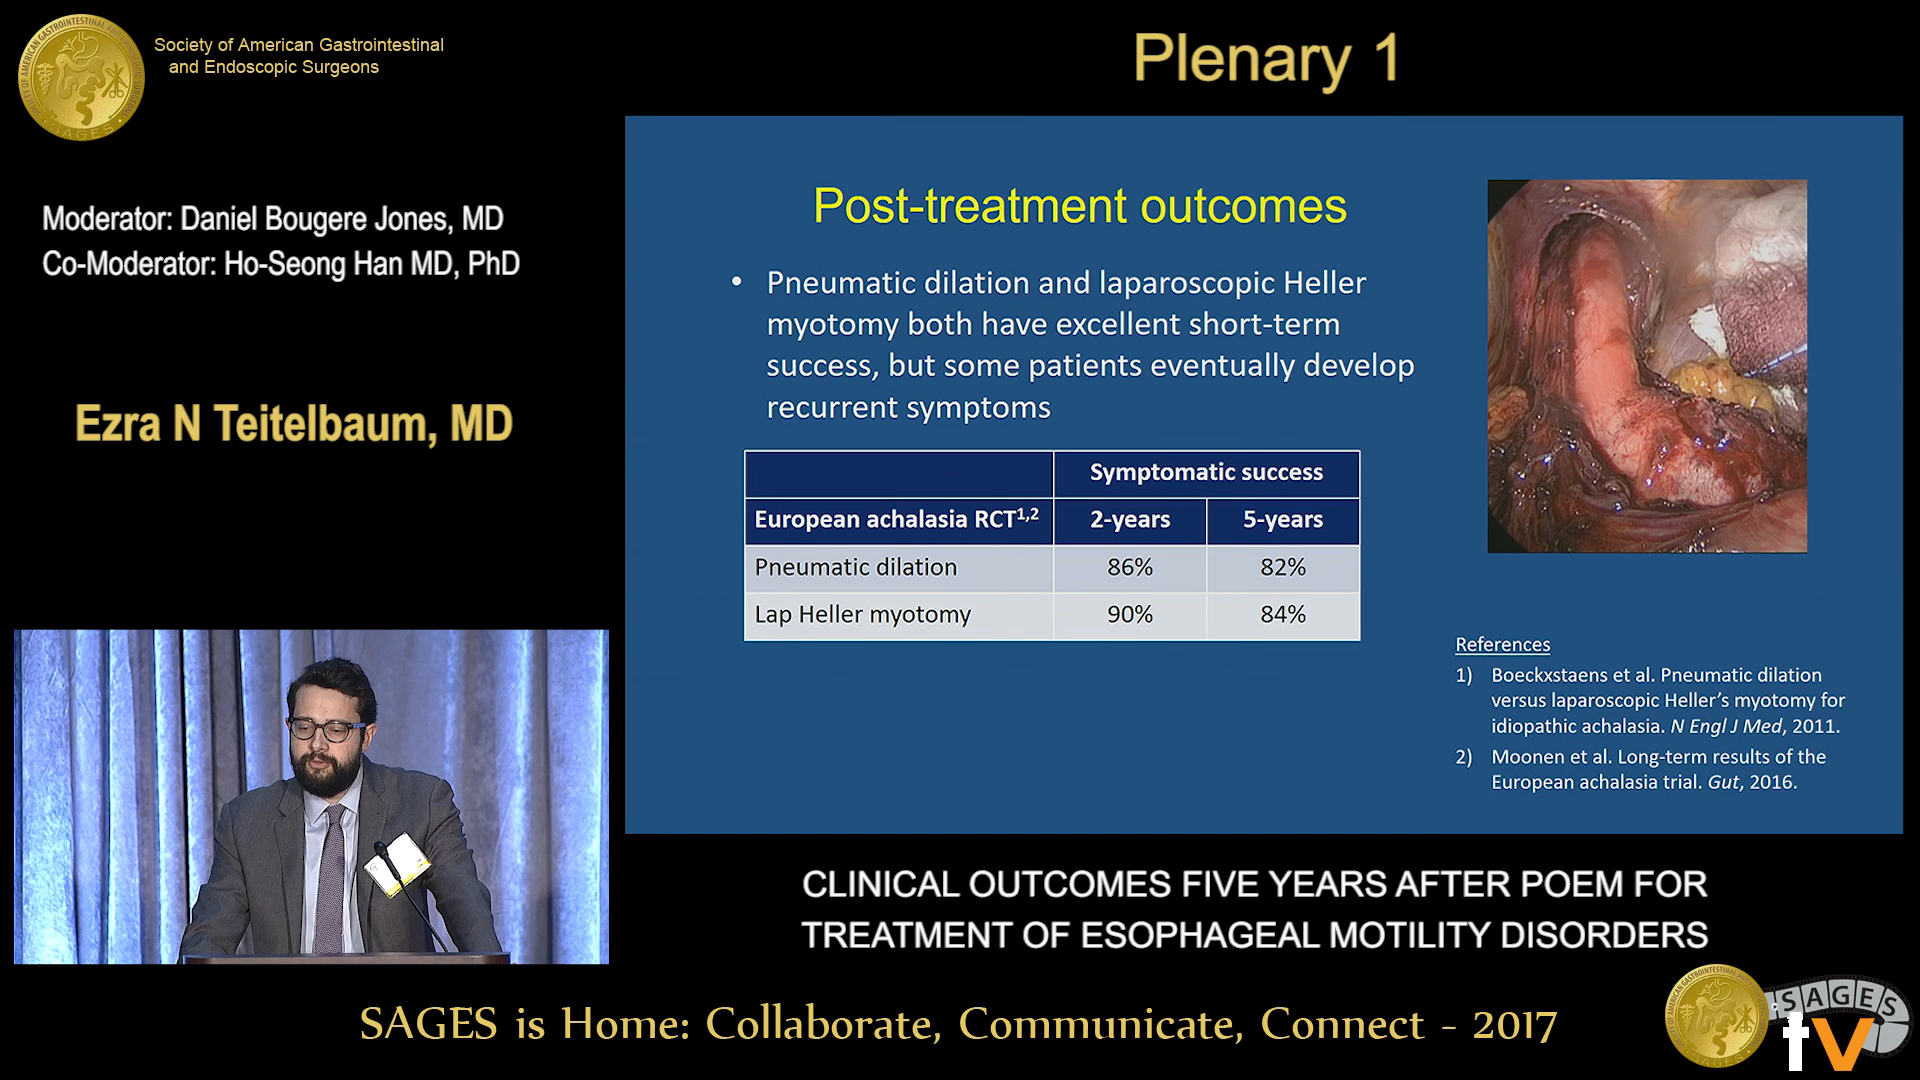 Society of American Gastrointestinal
and Endoscopic Surgeons
Plenary 1
Moderator: Daniel Bougere Jones, MD
Co-Moderator: Ho-Seong Han MD, PhD
Ezra N Teitelbaum, MD
Post-treatment outcomes
• Pneumatic dilation and laparoscopic Heller
myotomy both have excellent short-term
success, but some patients eventually develop
recurrent symptoms
Symptomatic success
European achalasia RCT1,2 2-years 5-years
Pneumatic dilation 86% 82%
Lap Heller myotomy 90% 84%
References
1) Boeckxstaens et al. Pneumatic dilation
versus laparoscopic Heller’s myotomy for
idiopathic achalasia. N Engl J Med, 2011.
2) Moonen et al. Long-term results of the
European achalasia trial. Gut, 2016.
CLINICAL OUTCOMES FIVE YEARS AFTER POEM FOR
TREATMENT OF ESOPHAGEAL MOTILITY DISORDERS
SAGES is Home: Collaborate, Communicate, Connect - 2017
SAGES
tv